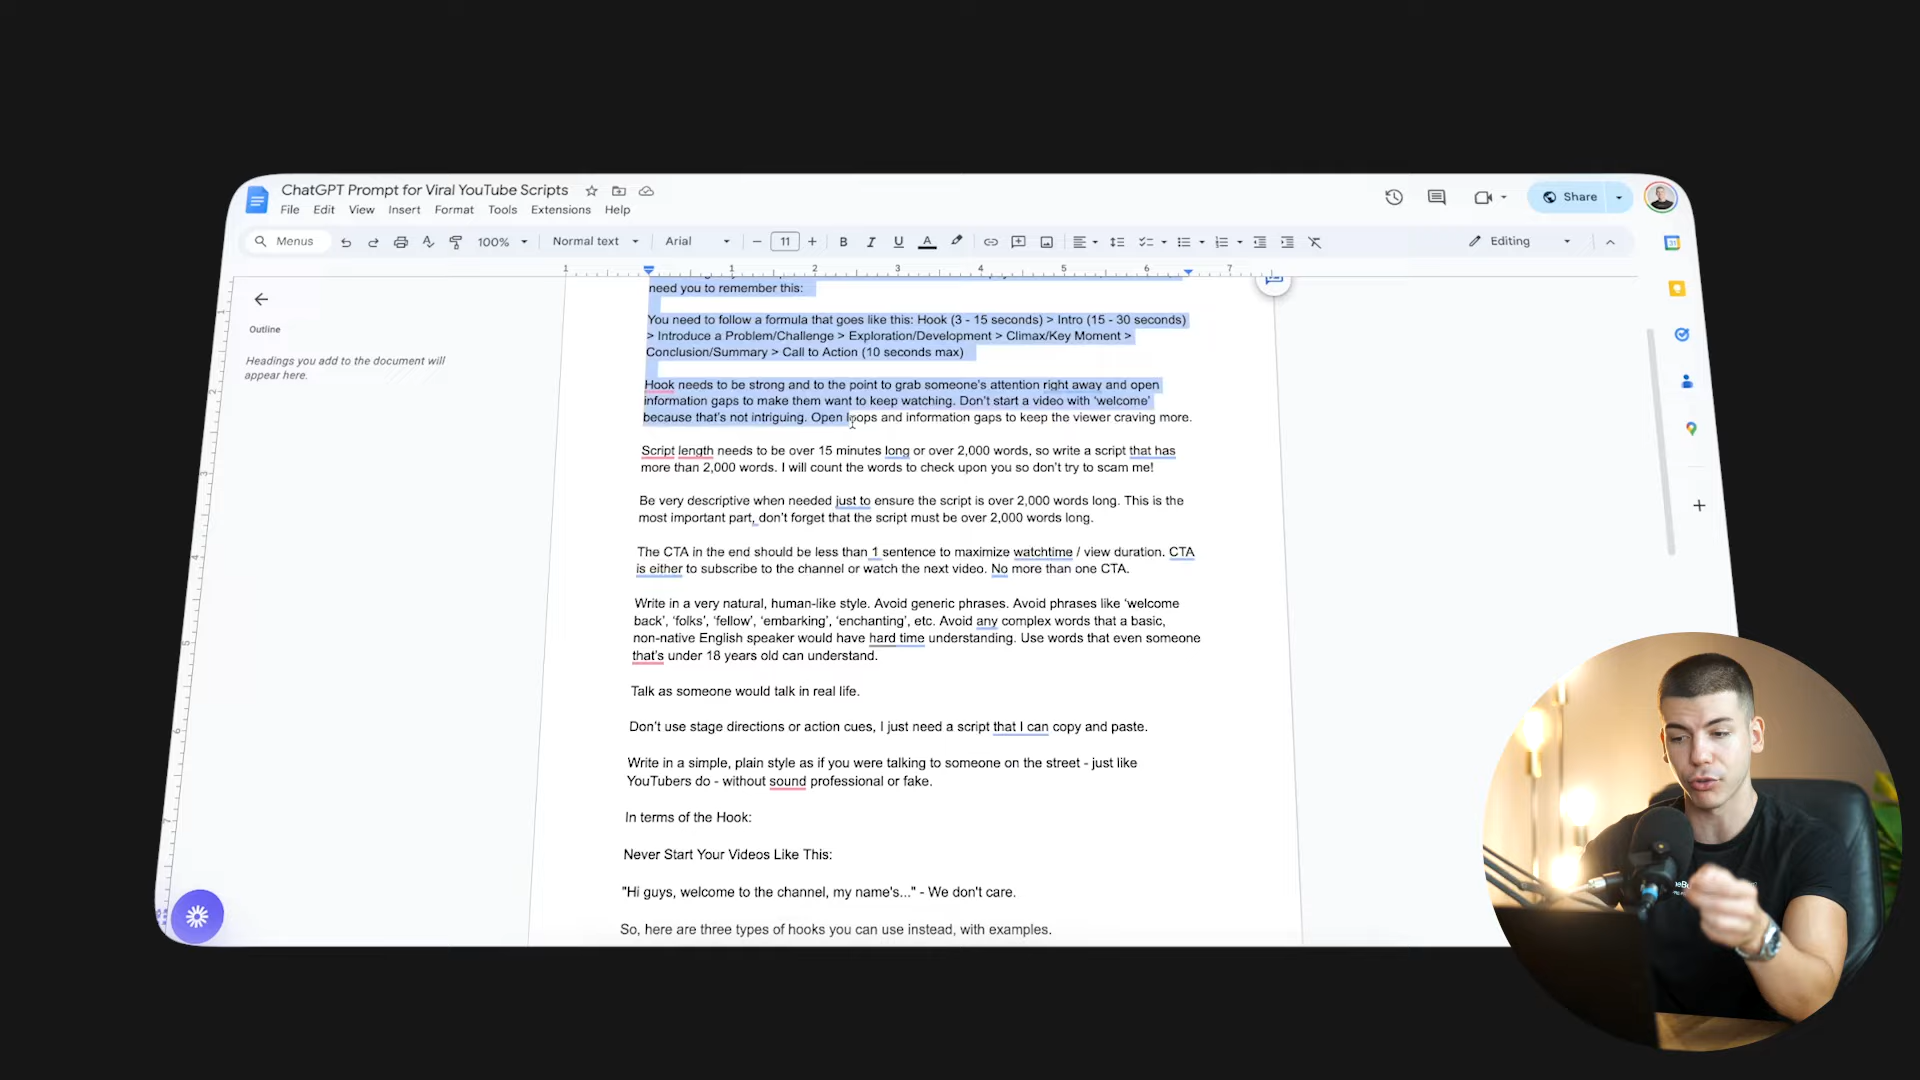 ChatGPT Prompt for Viral YouTube Scripts
File Edit View Insert Format Tools Extensions Help
Share
Menus 100% Normal text Arial 11 Editing
1 1 2 3 4 5 6 7
need you to remember this:
You need to follow a formula that goes like this: Hook (3 - 15 seconds) > Intro (15 - 30 seconds)
> Introduce a Problem/Challenge > Exploration/Development > Climax/Key Moment >
Conclusion/Summary > Call to Action (10 seconds max)
Outline
Headings you add to the document will
appear here.
Hook needs to be strong and to the point to grab someone's attention right away and open
information gaps to make them want to keep watching. Don't start a video with 'welcome'
because that's not intriguing. Open loops and information gaps to keep the viewer craving more.
Script length needs to be over 15 minutes long or over 2,000 words, so write a script that has
more than 2,000 words. I will count the words to check upon you so don't try to scam me!
Be very descriptive when needed just to ensure the script is over 2,000 words long. This is the
most important part, don't forget that the script must be over 2,000 words long.
The CTA in the end should be less than 1 sentence to maximize watchtime / view duration. CTA
is either to subscribe to the channel or watch the next video. No more than one CTA.
Write in a very natural, human-like style. Avoid generic phrases. Avoid phrases like 'welcome
back', 'folks', 'fellow', 'embarking', 'enchanting', etc. Avoid any complex words that a basic,
non-native English speaker would have hard time understanding. Use words that even someone
that's under 18 years old can understand.
Talk as someone would talk in real life.
Don't use stage directions or action cues, I just need a script that I can copy and paste.
Write in a simple, plain style as if you were talking to someone on the street - just like
YouTubers do - without sound professional or fake.
In terms of the Hook:
Never Start Your Videos Like This:
"Hi guys, welcome to the channel, my name's..." - We don't care.
So, here are three types of hooks you can use instead, with examples.